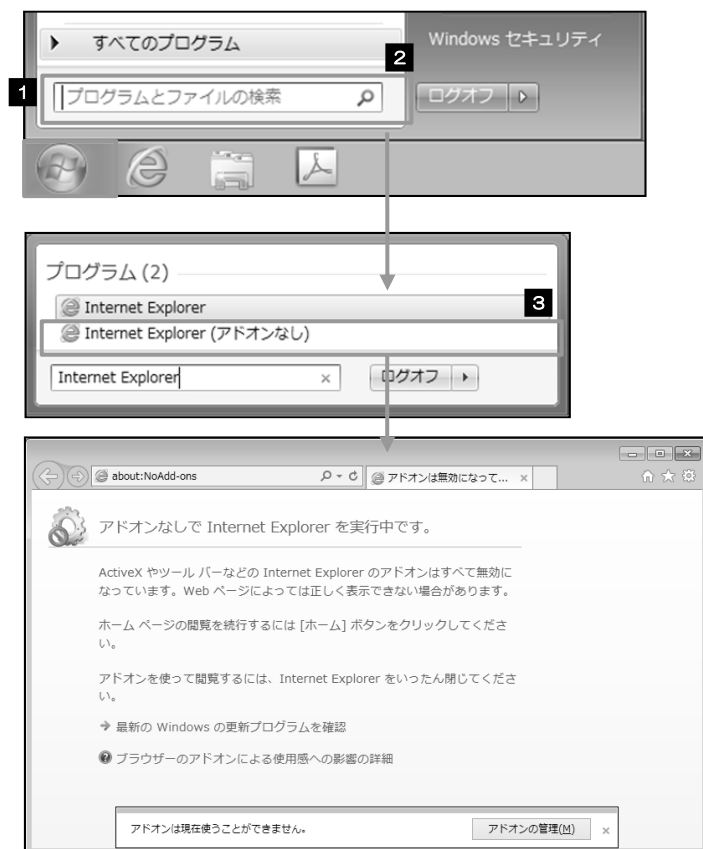 すべてのプログラム
Windows セキュリティ
2
1
プログラムとファイルの検索
ログオフ
プログラム (2)
3
Internet Explorer
Internet Explorer (アドオンなし)
Internet Explorer
ログオフ
about:NoAdd-ons
アドオンは無効になって...
アドオンなしで Internet Explorer を実行中です。
ActiveX やツール バーなどの Internet Explorer のアドオンはすべて無効に
なっています。Web ページによっては正しく表示できない場合があります。
ホーム ページの閲覧を続行するには [ホーム] ボタンをクリックしてくださ
い。
アドオンを使って閲覧するには、Internet Explorer をいったん閉じてくださ
い。
最新の Windows の更新プログラムを確認
ブラウザーのアドオンによる使用感への影響の詳細
アドオンは現在使うことができません。
アドオンの管理(M)